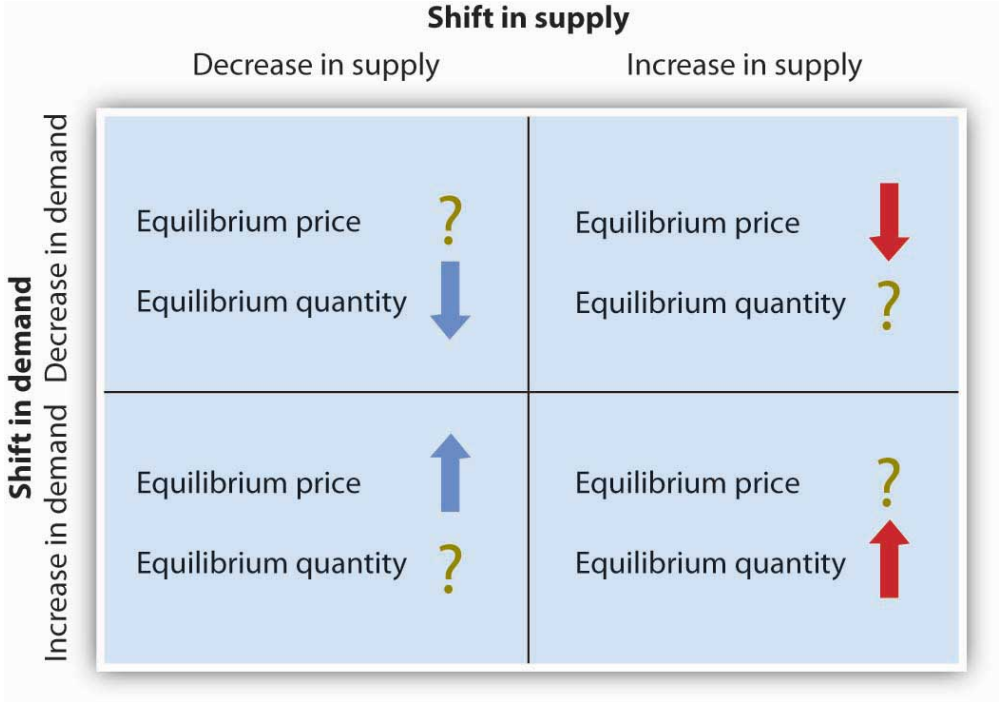 Shift in supply
Decrease in supply
Increase in supply
Shift in demand
Decrease in demand
Equilibrium price ?
Equilibrium quantity
Equilibrium price
Equilibrium quantity ?
Increase in demand
Equilibrium price
Equilibrium quantity ?
Equilibrium price ?
Equilibrium quantity